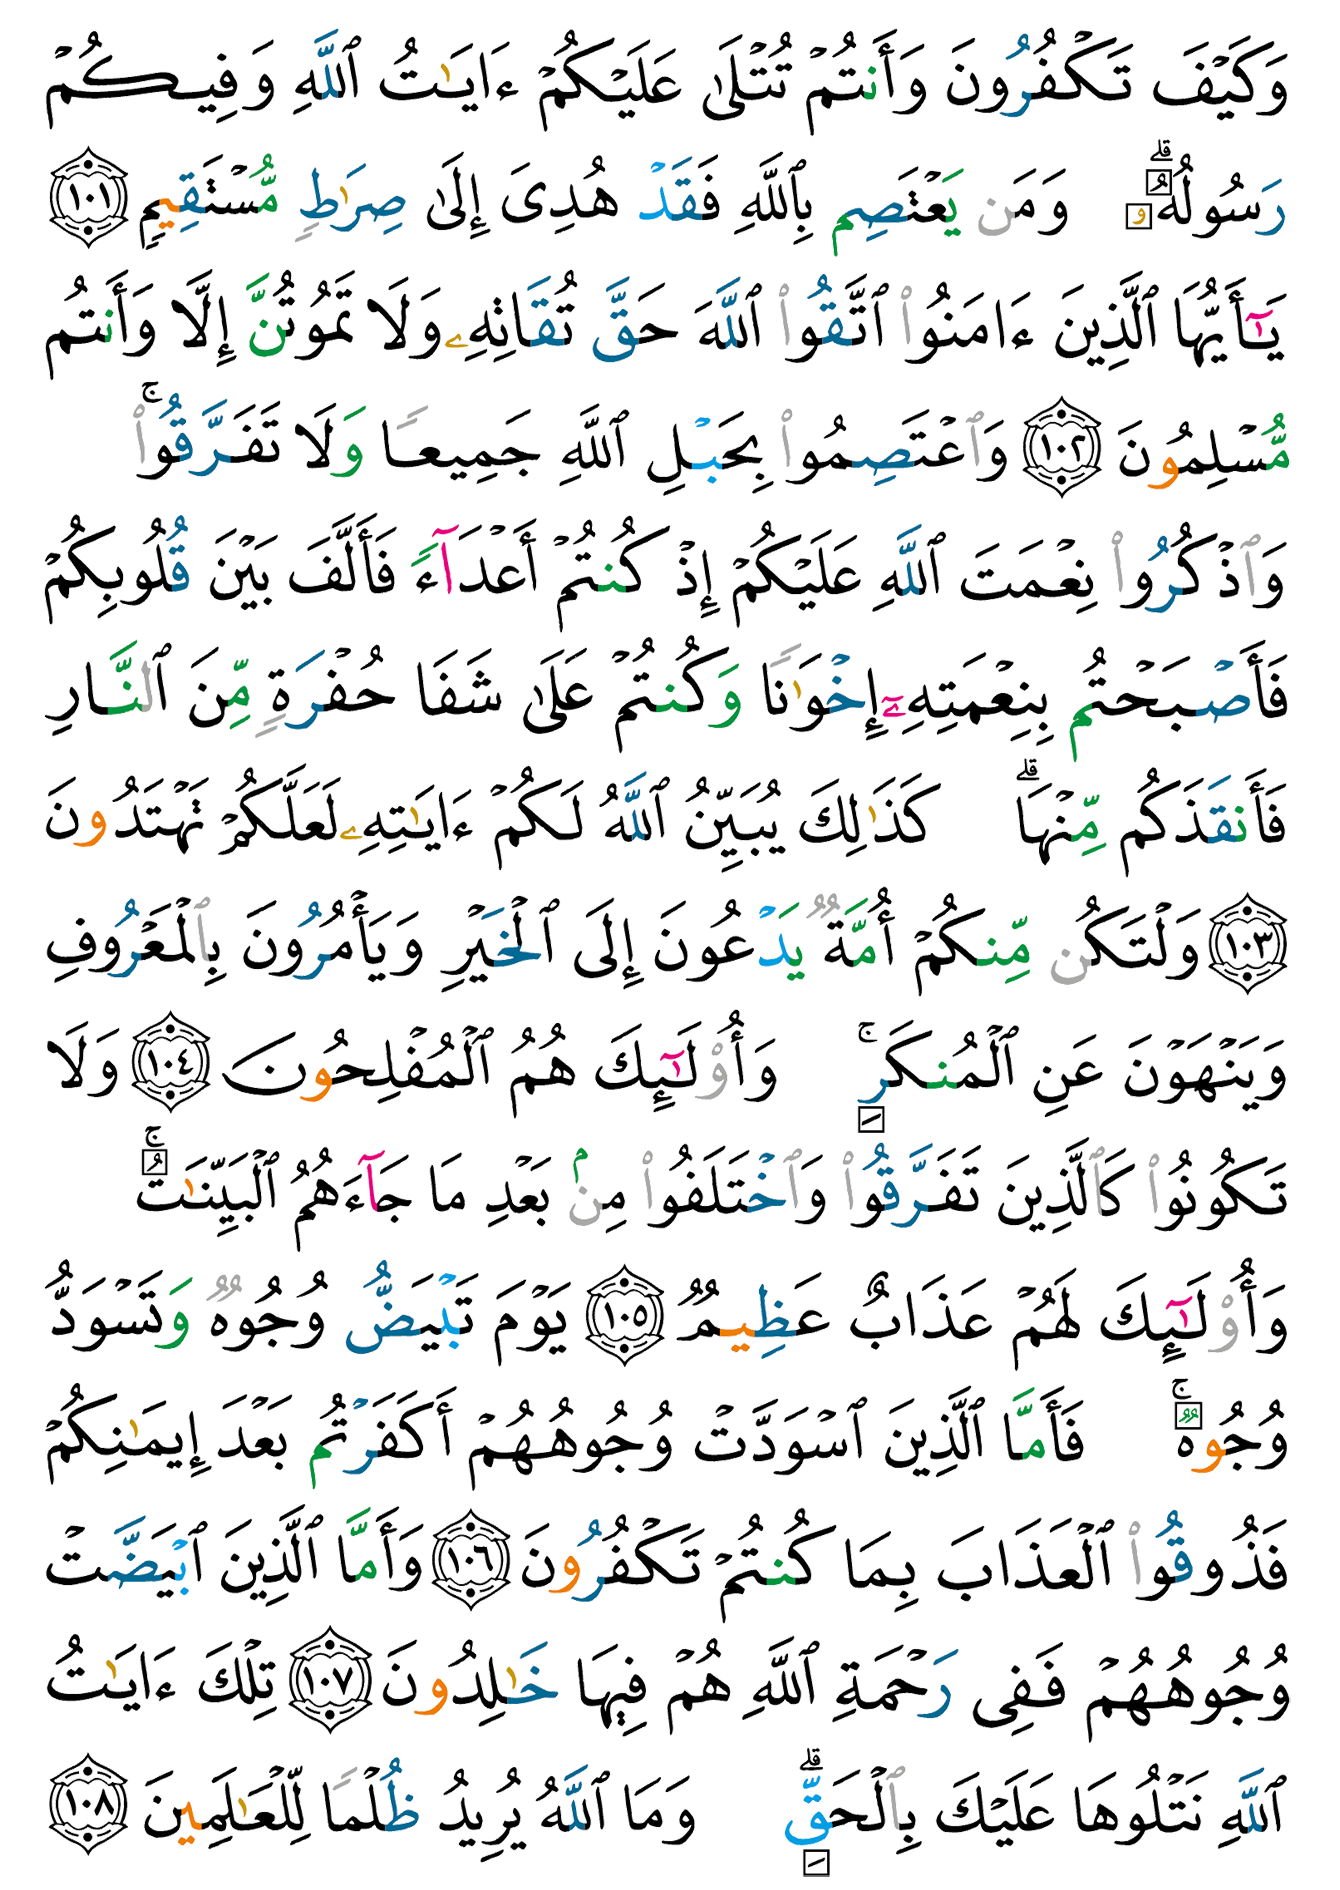 وَكَيْفَ تَكْفُرُونَ وَأَنتُمْ تُتْلَىٰ عَلَيْكُمْ ءَايَـٰتُ ٱللَّهِ وَفِيكُمْ
رَسُولُهُۥ ۗ وَمَن يَعْتَصِم بِٱللَّهِ فَقَدْ هُدِىَ إِلَىٰ صِرَٰطٍ مُّسْتَقِيمٍ ١٠١
يَـٰٓأَيُّهَا ٱلَّذِينَ ءَامَنُوا۟ ٱتَّقُوا۟ ٱللَّهَ حَقَّ تُقَاتِهِۦ وَلَا تَمُوتُنَّ إِلَّا وَأَنتُم
مُّسْلِمُونَ ١٠٢ وَٱعْتَصِمُوا۟ بِحَبْلِ ٱللَّهِ جَمِيعًا وَلَا تَفَرَّقُوا۟ ۚ
وَٱذْكُرُوا۟ نِعْمَتَ ٱللَّهِ عَلَيْكُمْ إِذْ كُنتُمْ أَعْدَآءً فَأَلَّفَ بَيْنَ قُلُوبِكُمْ
فَأَصْبَحْتُم بِنِعْمَتِهِۦٓ إِخْوَٰنًا وَكُنتُمْ عَلَىٰ شَفَا حُفْرَةٍ مِّنَ ٱلنَّارِ
فَأَنقَذَكُم مِّنْهَا ۗ كَذَٰلِكَ يُبَيِّنُ ٱللَّهُ لَكُمْ ءَايَـٰتِهِۦ لَعَلَّكُمْ تَهْتَدُونَ
١٠٣ وَلْتَكُن مِّنكُمْ أُمَّةٌ يَدْعُونَ إِلَى ٱلْخَيْرِ وَيَأْمُرُونَ بِٱلْمَعْرُوفِ
وَيَنْهَوْنَ عَنِ ٱلْمُنكَرِ ۚ وَأُو۟لَـٰٓئِكَ هُمُ ٱلْمُفْلِحُونَ ١٠٤ وَلَا
تَكُونُوا۟ كَٱلَّذِينَ تَفَرَّقُوا۟ وَٱخْتَلَفُوا۟ مِنۢ بَعْدِ مَا جَآءَهُمُ ٱلْبَيِّنَـٰتُ ۚ
وَأُو۟لَـٰٓئِكَ لَهُمْ عَذَابٌ عَظِيمٌ ١٠٥ يَوْمَ تَبْيَضُّ وُجُوهٌ وَتَسْوَدُّ
وُجُوهٌ ۚ فَأَمَّا ٱلَّذِينَ ٱسْوَدَّتْ وُجُوهُهُمْ أَكَفَرْتُم بَعْدَ إِيمَـٰنِكُمْ
فَذُوقُوا۟ ٱلْعَذَابَ بِمَا كُنتُمْ تَكْفُرُونَ ١٠٦ وَأَمَّا ٱلَّذِينَ ٱبْيَضَّتْ
وُجُوهُهُمْ فَفِى رَحْمَةِ ٱللَّهِ هُمْ فِيهَا خَـٰلِدُونَ ١٠٧ تِلْكَ ءَايَـٰتُ
ٱللَّهِ نَتْلُوهَا عَلَيْكَ بِٱلْحَقِّ ۗ وَمَا ٱللَّهُ يُرِيدُ ظُلْمًا لِّلْعَـٰلَمِينَ ١٠٨